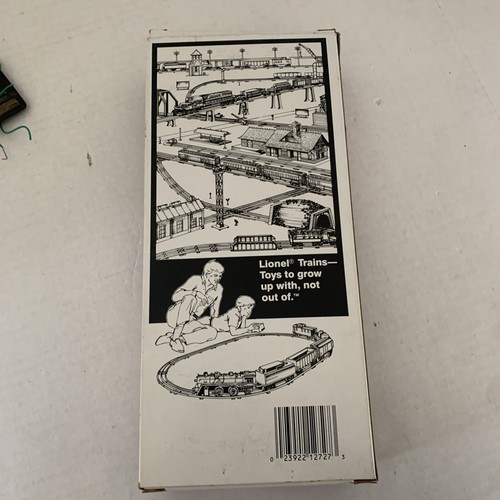 Lionel® Trains—
Toys to grow
up with, not
out of.™
0 23922 12727 3